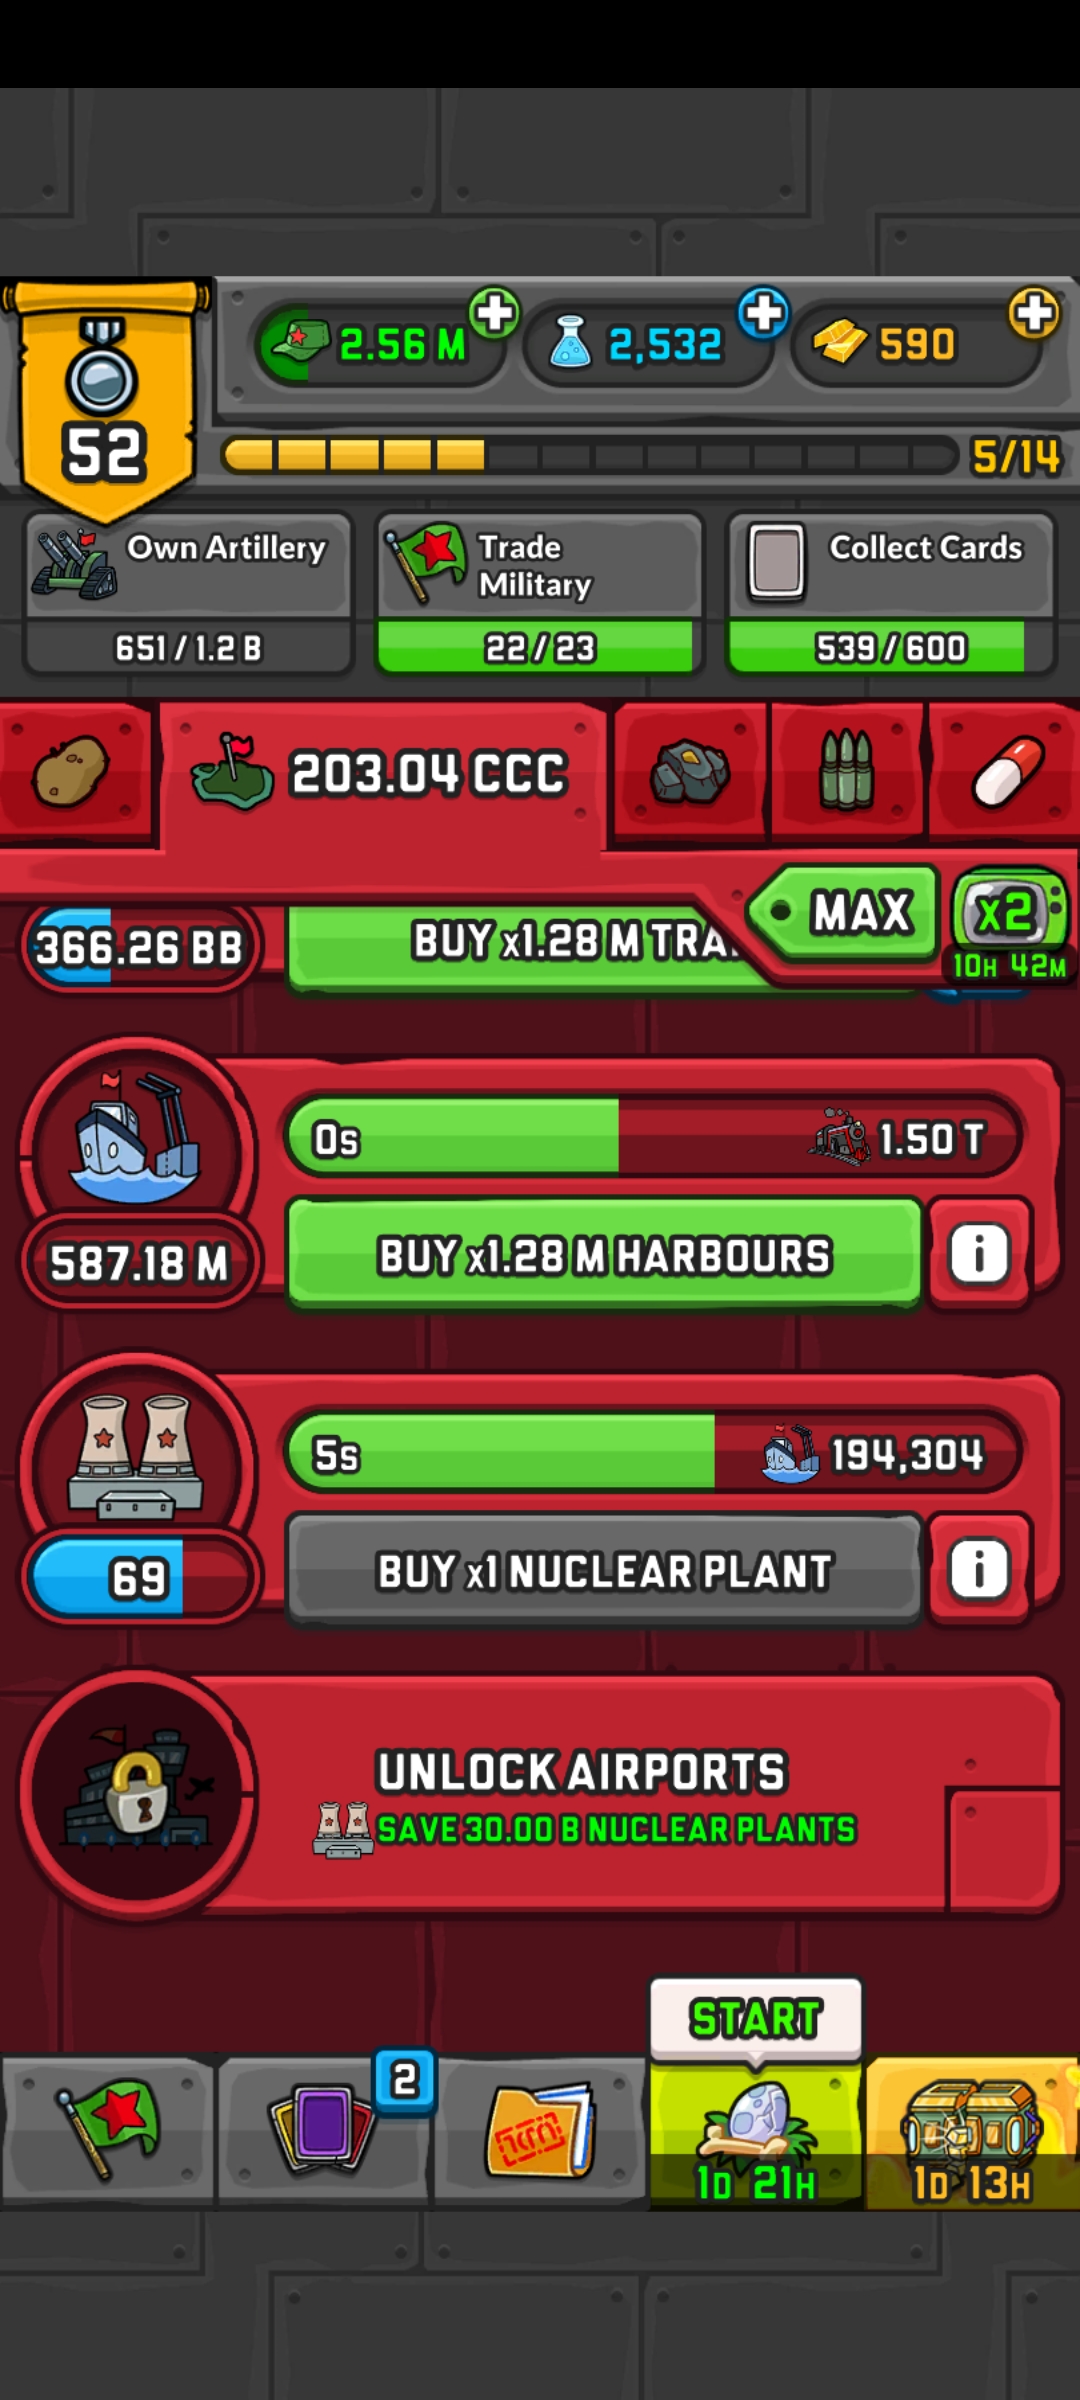 2.56 M
2,532
590
52
5/14
Own Artillery
651 / 1.2 B
Trade
Military
22 / 23
Collect Cards
539 / 600
203.04 CCC
MAX
x2
10H 42M
366.26 BB
BUY x1.28 M TRA
0s
1.50 T
587.18 M
BUY x1.28 M HARBOURS
i
5s
194,304
69
BUY x1 NUCLEAR PLANT
i
UNLOCK AIRPORTS
SAVE 30.00 B NUCLEAR PLANTS
START
2
1D 21H
1D 13H